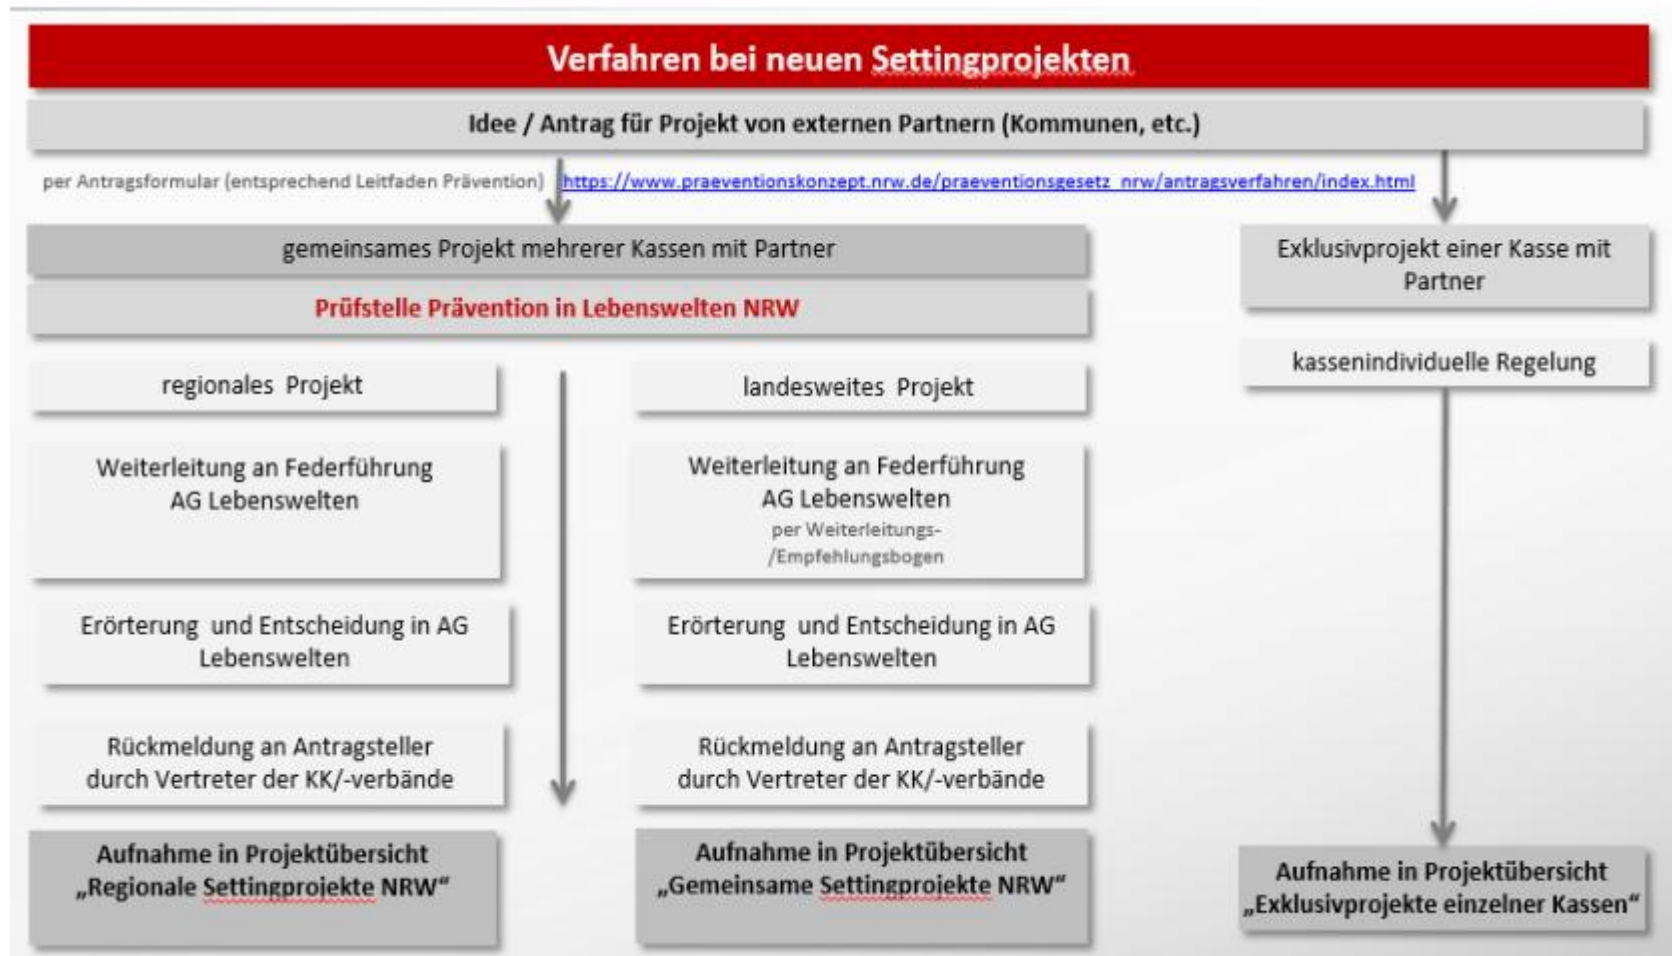 Verfahren bei neuen Settingprojekten
Idee / Antrag für Projekt von externen Partnern (Kommunen, etc.)
per Antragsformular (entsprechend Leitfaden Prävention) https://www.praeventionskonzept.nrw.de/praeventionsgesetz_nrw/antragsverfahren/index.html
gemeinsames Projekt mehrerer Kassen mit Partner
Prüfstelle Prävention in Lebenswelten NRW
regionales Projekt
Weiterleitung an Federführung
AG Lebenswelten
Erörterung und Entscheidung in AG
Lebenswelten
Rückmeldung an Antragsteller
durch Vertreter der KK/-verbände
Aufnahme in Projektübersicht
„Regionale Settingprojekte NRW“
landesweites Projekt
Weiterleitung an Federführung
AG Lebenswelten
per Weiterleitungs-
/Empfehlungsbogen
Erörterung und Entscheidung in AG
Lebenswelten
Rückmeldung an Antragsteller
durch Vertreter der KK/-verbände
Aufnahme in Projektübersicht
„Gemeinsame Settingprojekte NRW“
Exklusivprojekt einer Kasse mit
Partner
kassenindividuelle Regelung
Aufnahme in Projektübersicht
„Exklusivprojekte einzelner Kassen“